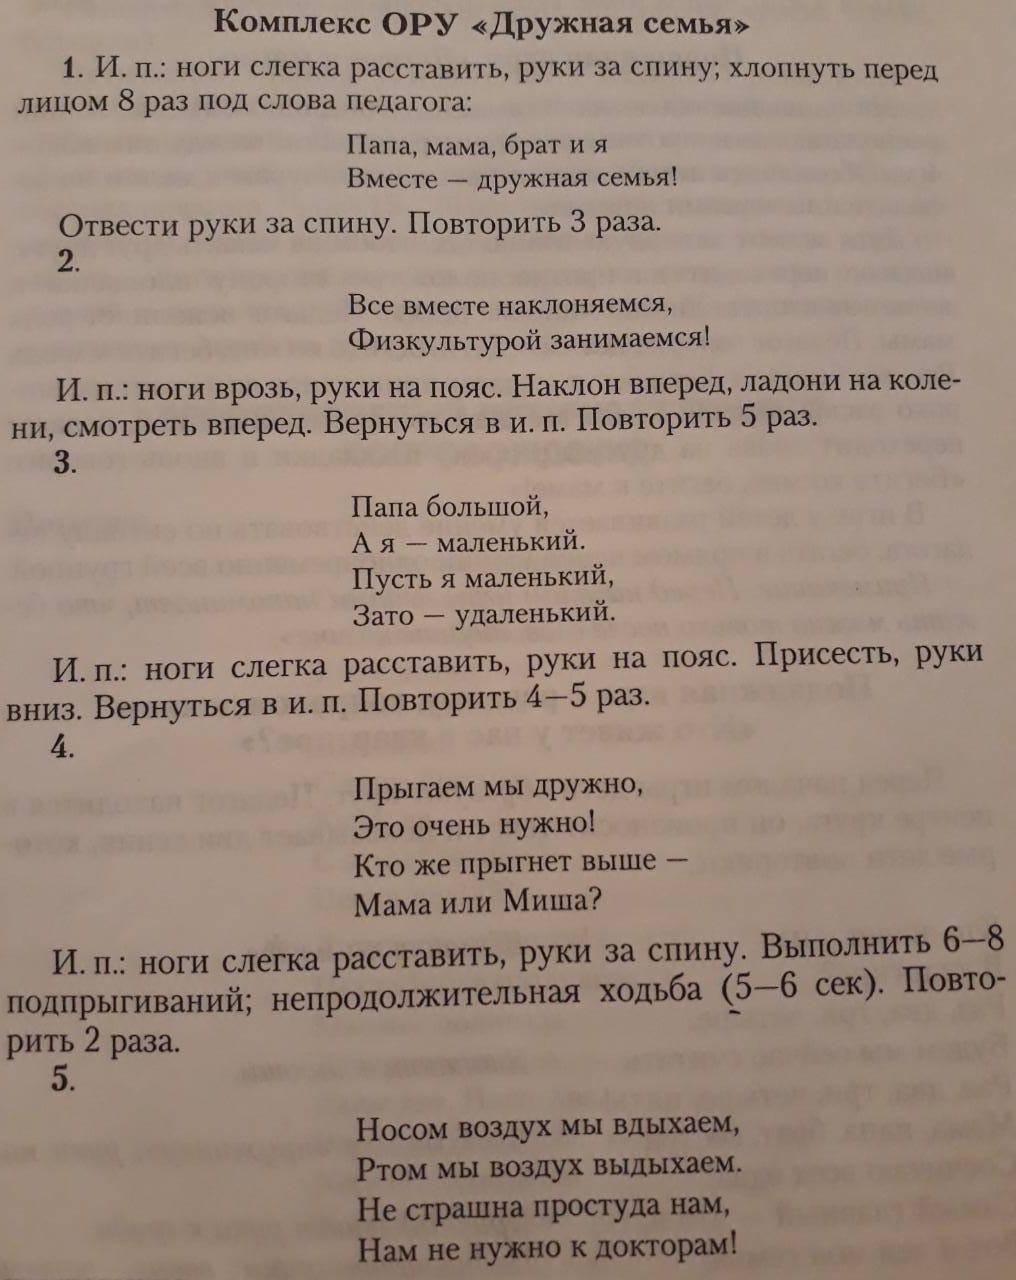 Комплекс ОРУ «Дружная семья»
1. И. п.: ноги слегка расставить, руки за спину; хлопнуть перед
лицом 8 раз под слова педагога:
Папа, мама, брат и я
Вместе — дружная семья!
Отвести руки за спину. Повторить 3 раза.
2.
Все вместе наклоняемся,
Физкультурой занимаемся!
И. п.: ноги врозь, руки на пояс. Наклон вперед, ладони на коле-
ни, смотреть вперед. Вернуться в и. п. Повторить 5 раз.
3.
Папа большой,
А я — маленький.
Пусть я маленький,
Зато — удаленький.
И. п.: ноги слегка расставить, руки на пояс. Присесть, руки
вниз. Вернуться в и. п. Повторить 4—5 раз.
4.
Прыгаем мы дружно,
Это очень нужно!
Кто же прыгнет выше —
Мама или Миша?
И. п.: ноги слегка расставить, руки за спину. Выполнить 6—8
подпрыгиваний; непродолжительная ходьба (5—6 сек). Повто-
рить 2 раза.
5.
Носом воздух мы вдыхаем,
Ртом мы воздух выдыхаем.
Не страшна простуда нам,
Нам не нужно к докторам!